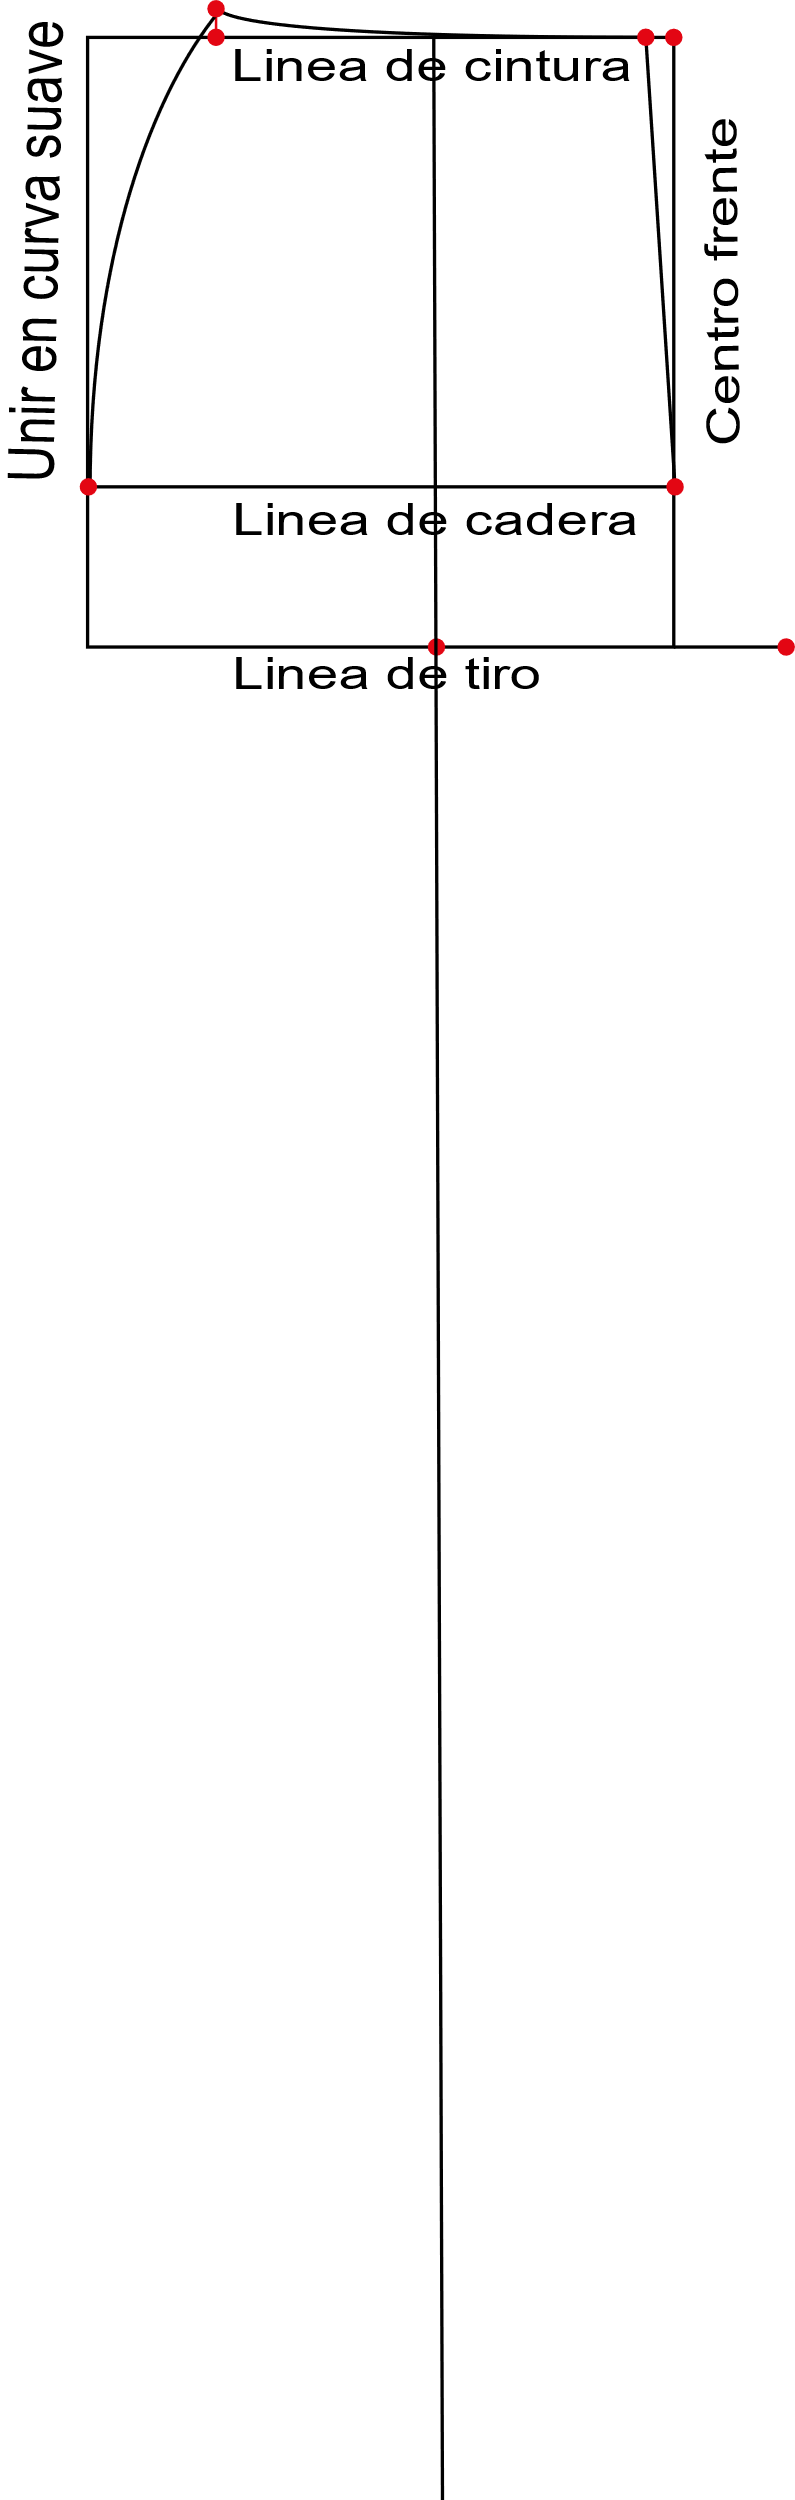 Unir en curva suave
Linea de cintura
Centro frente
Linea de cadera
Linea de tiro